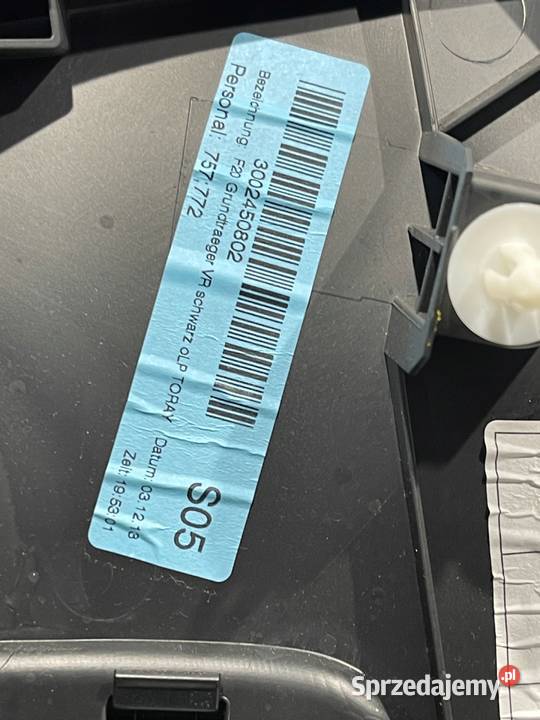 3002450802
S05
Bezeichnung: F20 Grundtraeger VR schwarz oLP TORAY
Datum: 03.12.18
Personal: 757:772
Zeit: 19:53:01
Sprzedajemy.pl